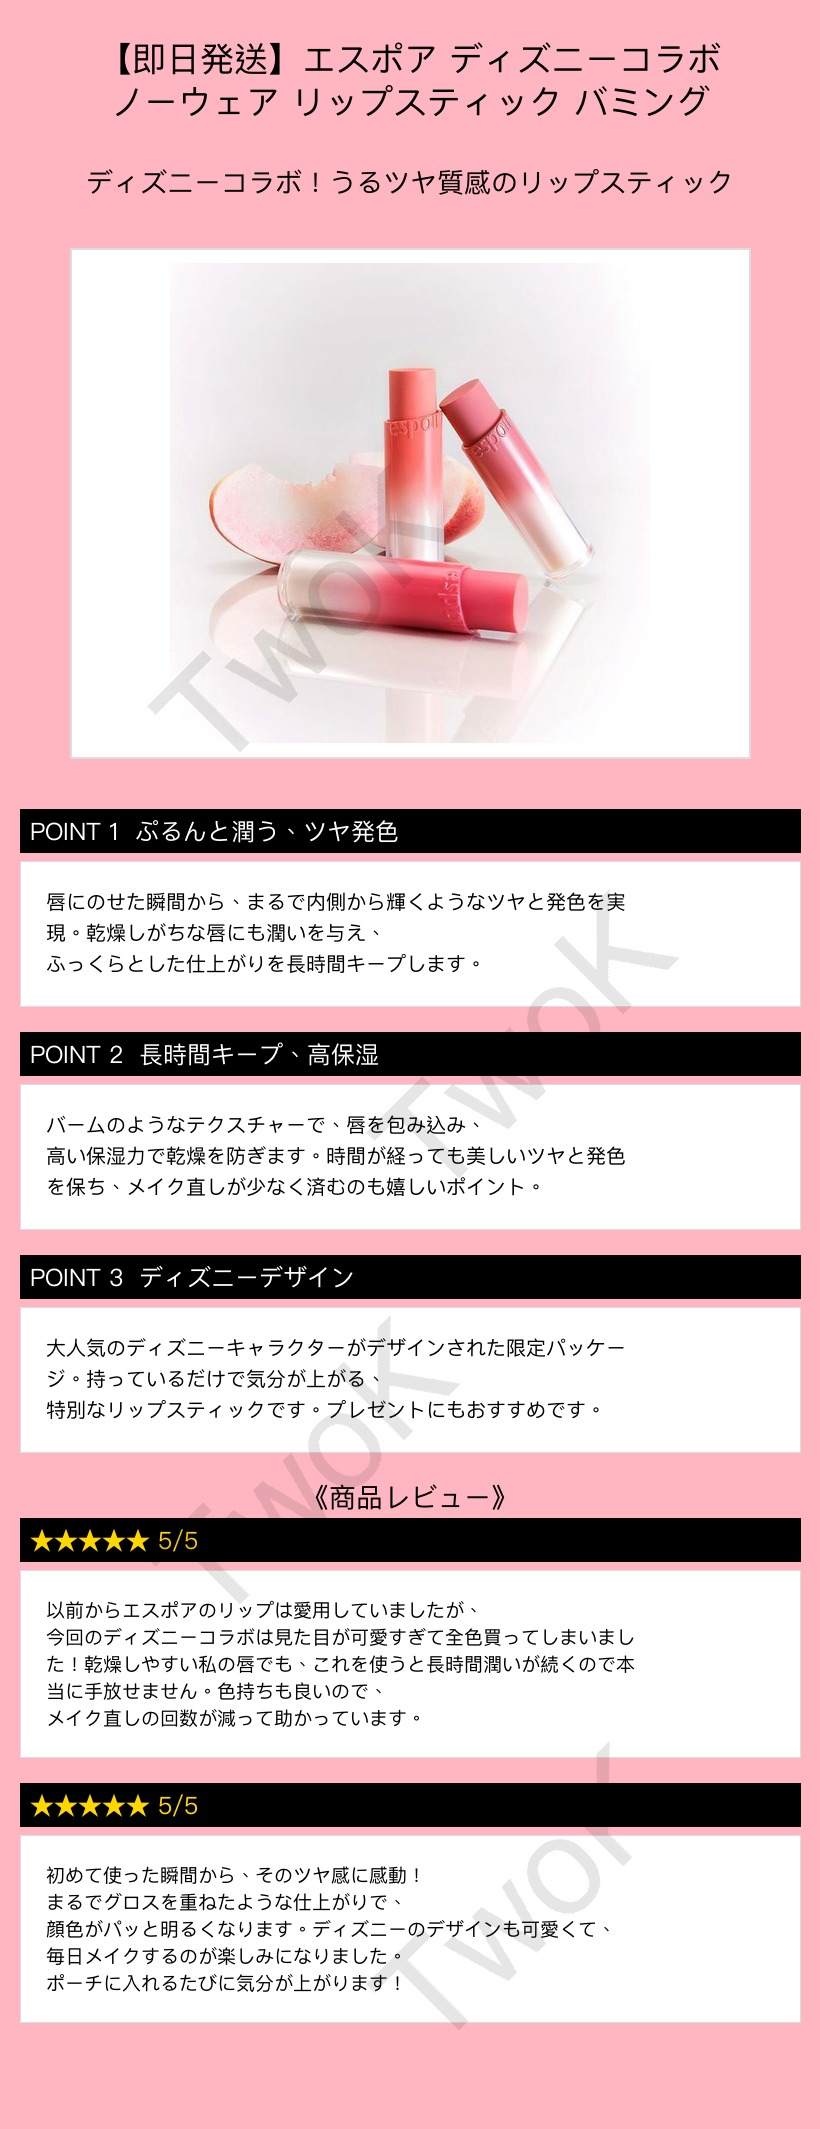 【即日発送】エスポア ディズニーコラボ
ノーウェア リップスティック バミング
ディズニーコラボ！うるツヤ質感のリップスティック
espoir
espoir
espo
TwoK
POINT 1 ぷるんと潤う、ツヤ発色
唇にのせた瞬間から、まるで内側から輝くようなツヤと発色を実
現。乾燥しがちな唇にも潤いを与え、
ふっくらとした仕上がりを長時間キープします。
TwoK
POINT 2 長時間キープ、高保湿
バームのようなテクスチャーで、唇を包み込み、
高い保湿力で乾燥を防ぎます。時間が経っても美しいツヤと発色
を保ち、メイク直しが少なく済むのも嬉しいポイント。
POINT 3 ディズニーデザイン
大人気のディズニーキャラクターがデザインされた限定パッケー
ジ。持っているだけで気分が上がる、
特別なリップスティックです。プレゼントにもおすすめです。
TwoK
《商品レビュー》
★★★★★ 5/5
以前からエスポアのリップは愛用していましたが、
今回のディズニーコラボは見た目が可愛すぎて全色買ってしまいまし
た！乾燥しやすい私の唇でも、これを使うと長時間潤いが続くので本
当に手放せません。色持ちも良いので、
メイク直しの回数が減って助かっています。
★★★★★ 5/5
初めて使った瞬間から、そのツヤ感に感動！
まるでグロスを重ねたような仕上がりで、
顔色がパッと明るくなります。ディズニーのデザインも可愛くて、
毎日メイクするのが楽しみになりました。
ポーチに入れるたびに気分が上がります！
TwoK